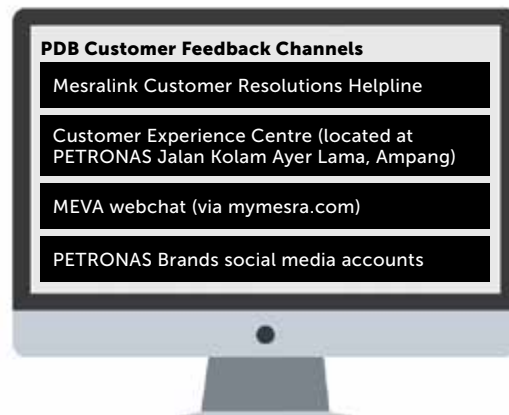 PDB Customer Feedback Channels
Mesralink Customer Resolutions Helpline
Customer Experience Centre (located at
PETRONAS Jalan Kolam Ayer Lama, Ampang)
MEVA webchat (via mymesra.com)
PETRONAS Brands social media accounts